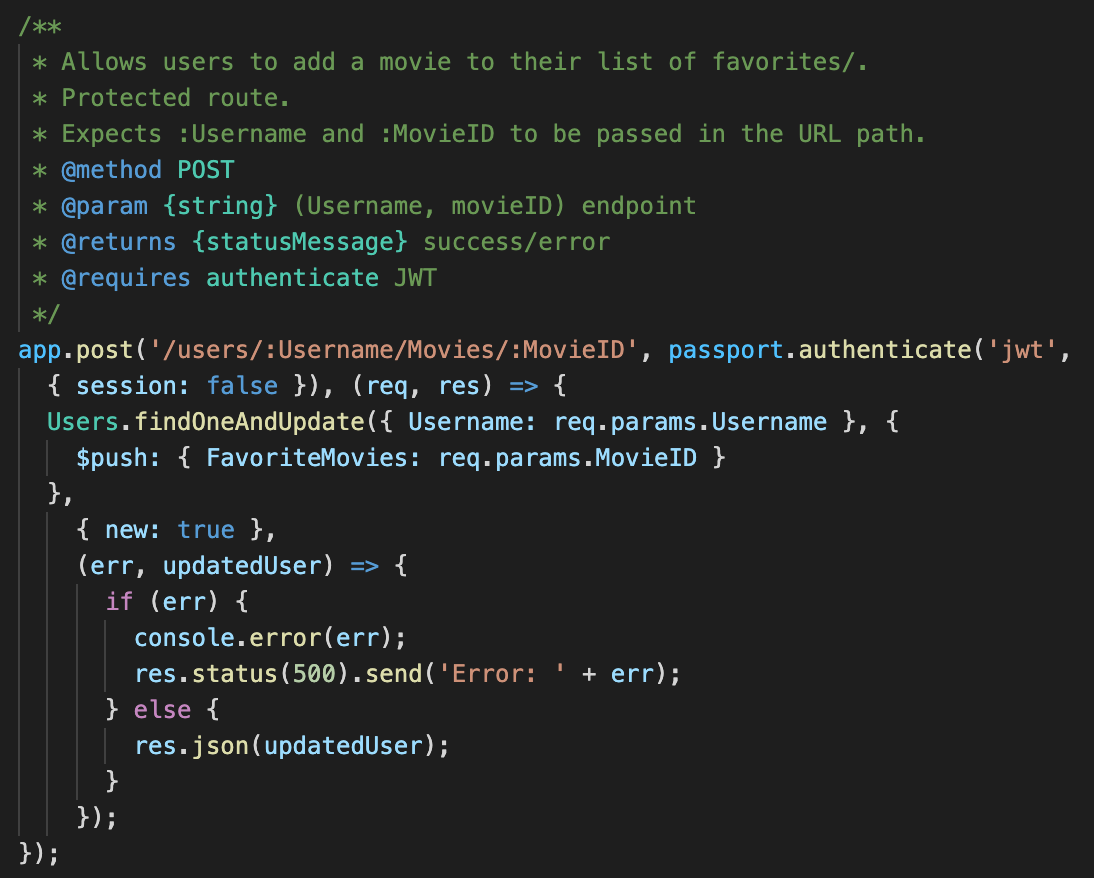 /**
 * Allows users to add a movie to their list of favorites/.
 * Protected route.
 * Expects :Username and :MovieID to be passed in the URL path.
 * @method POST
 * @param {string} (Username, movieID) endpoint
 * @returns {statusMessage} success/error
 * @requires authenticate JWT
 */
app.post('/users/:Username/Movies/:MovieID', passport.authenticate('jwt',
  { session: false }), (req, res) => {
  Users.findOneAndUpdate({ Username: req.params.Username }, {
    $push: { FavoriteMovies: req.params.MovieID }
  },
    { new: true },
    (err, updatedUser) => {
      if (err) {
        console.error(err);
        res.status(500).send('Error: ' + err);
      } else {
        res.json(updatedUser);
      }
    });
});